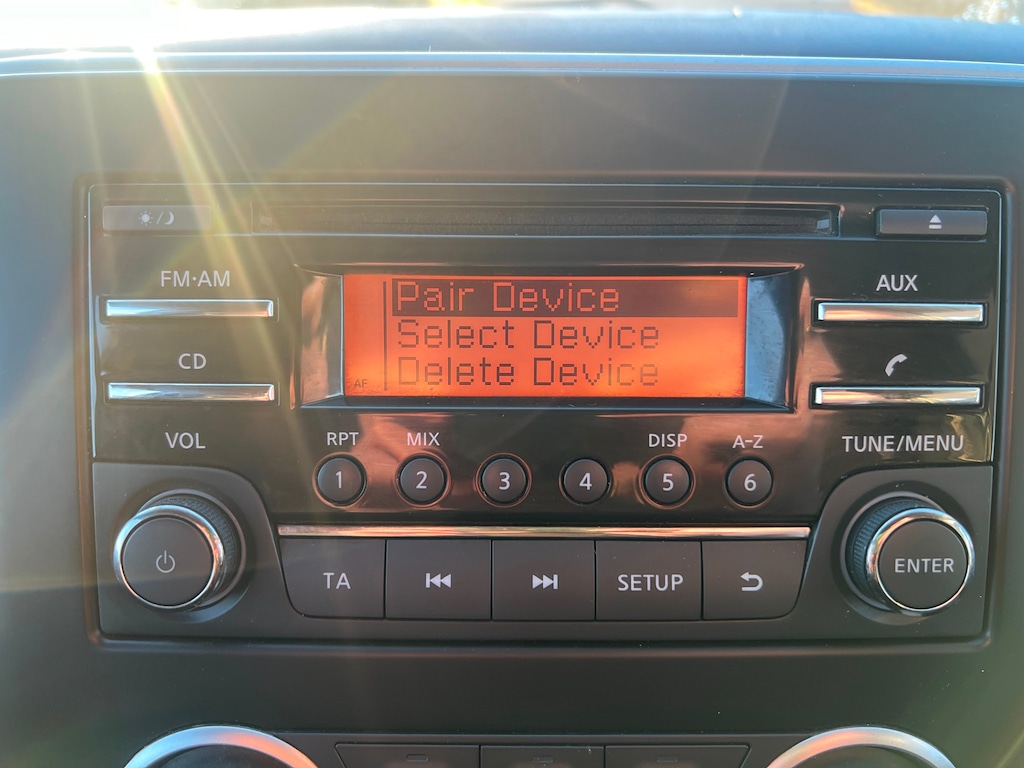 FM·AM
AUX
Pair Device
Select Device
Delete Device
AF
CD
VOL
RPT
MIX
DISP
A-Z
TUNE/MENU
1
2
3
4
5
6
TA
SETUP
ENTER